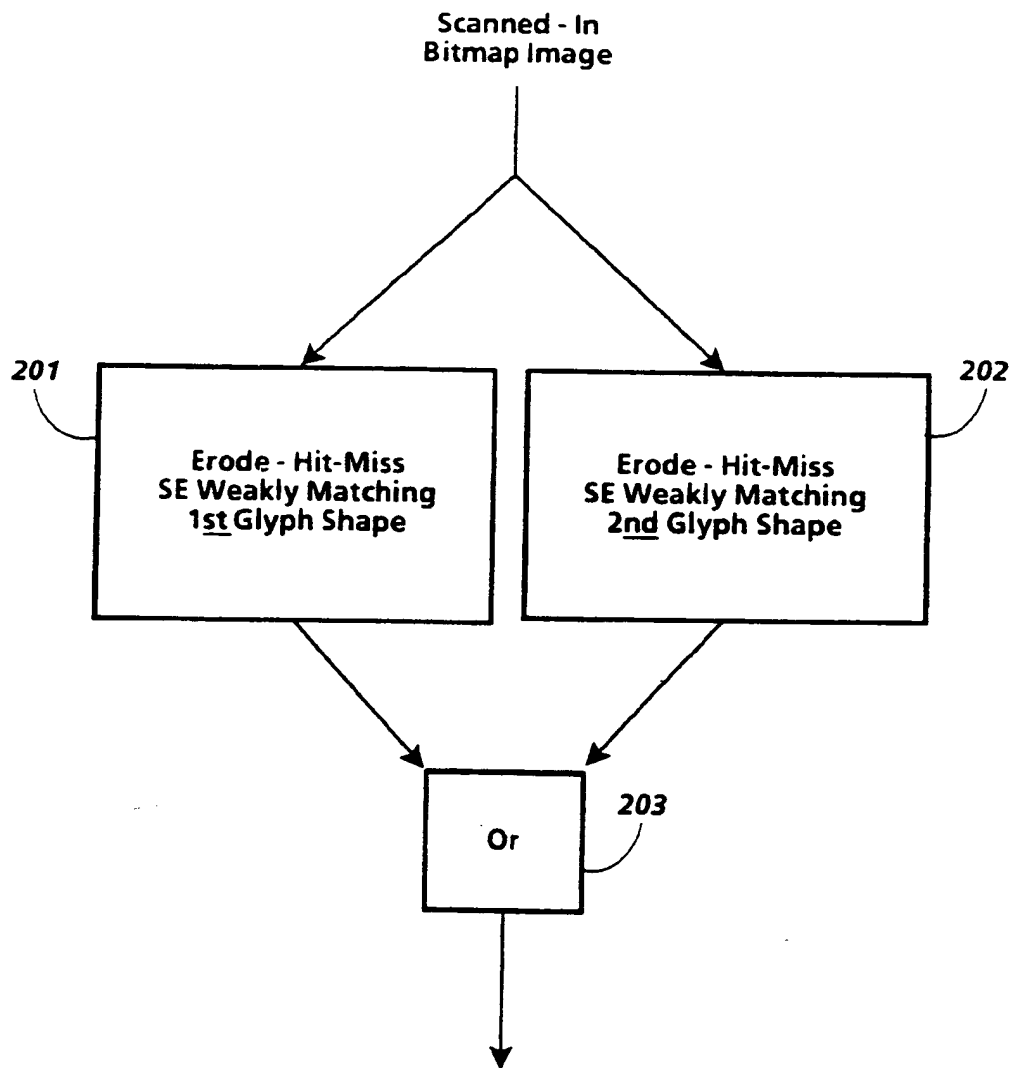 Scanned - In
Bitmap Image
201
202
Erode - Hit-Miss
SE Weakly Matching
1st Glyph Shape
Erode - Hit-Miss
SE Weakly Matching
2nd Glyph Shape
203
Or